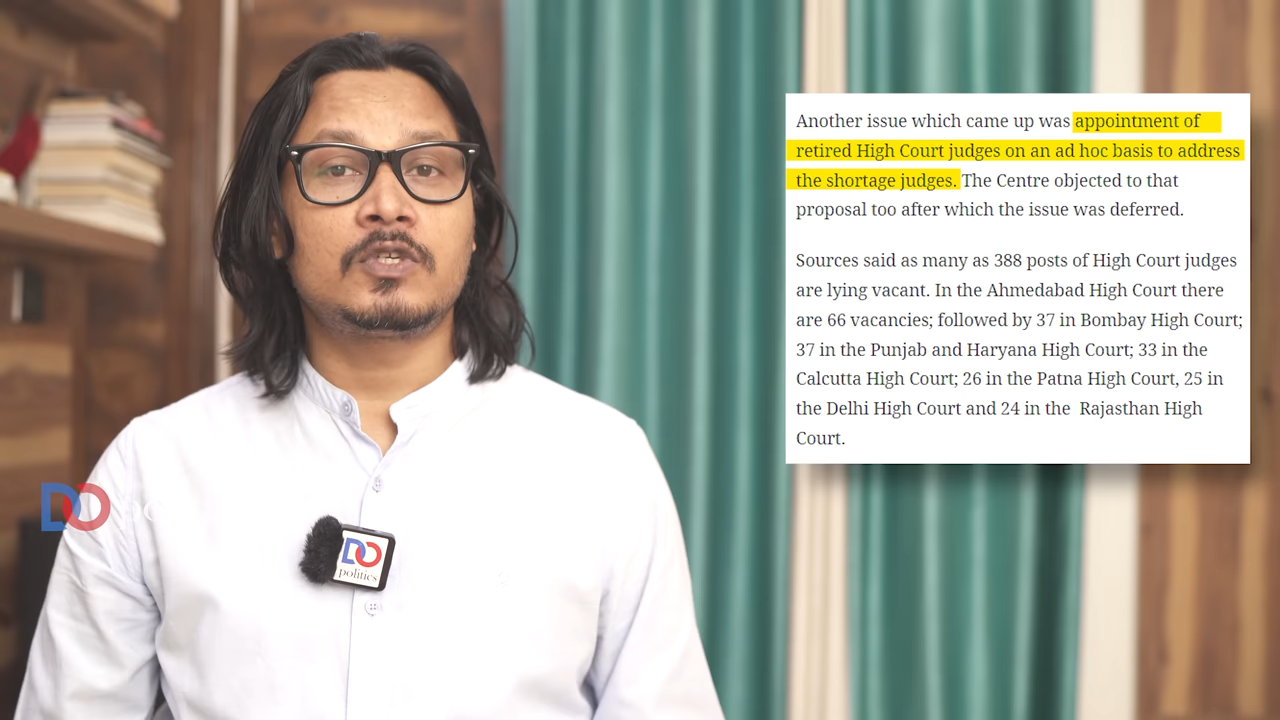 Another issue which came up was appointment of
retired High Court judges on an ad hoc basis to address
the shortage judges. The Centre objected to that
proposal too after which the issue was deferred.
Sources said as many as 388 posts of High Court judges
are lying vacant. In the Ahmedabad High Court there
are 66 vacancies; followed by 37 in Bombay High Court;
37 in the Punjab and Haryana High Court; 33 in the
Calcutta High Court; 26 in the Patna High Court, 25 in
the Delhi High Court and 24 in the  Rajasthan High
Court.
DO
DO
politics